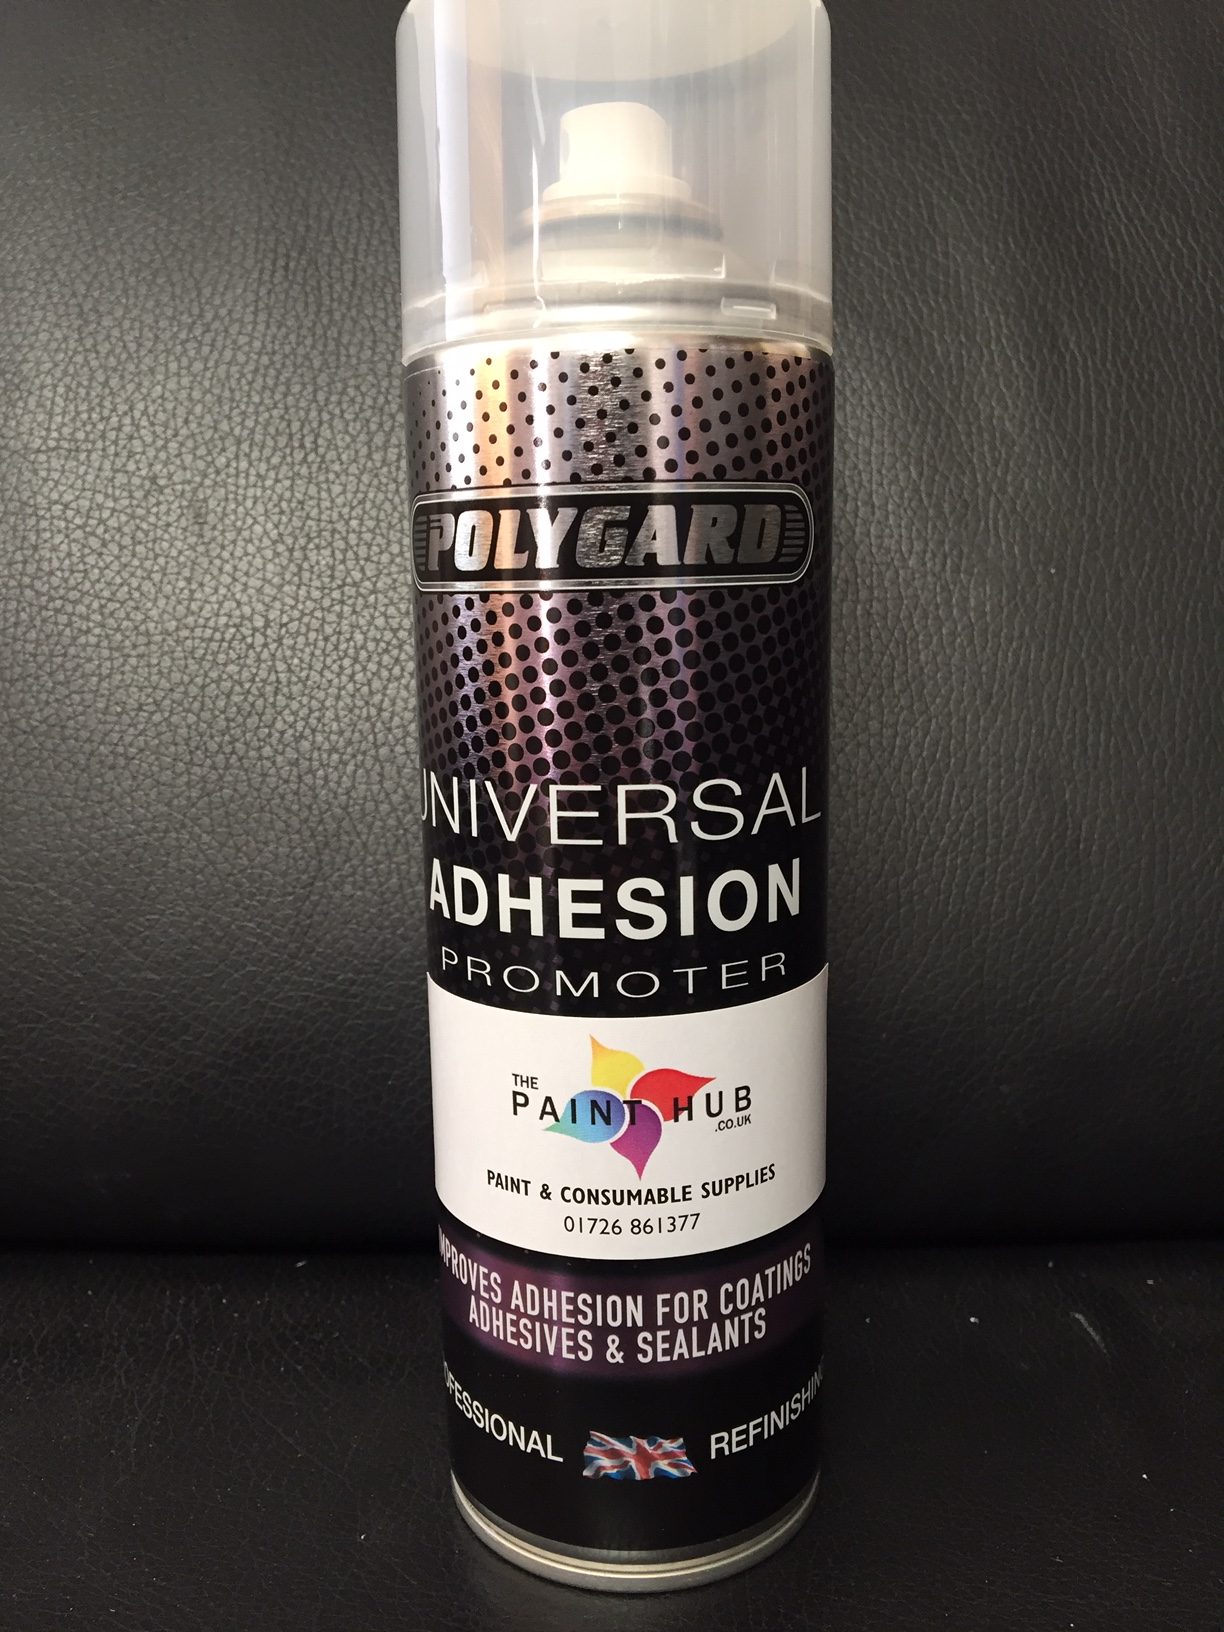 POLYGARD
UNIVERSAL
ADHESION
PROMOTER
THE
PAINT HUB
.CO.UK
PAINT & CONSUMABLE SUPPLIES
01726 861377
IMPROVES ADHESION FOR COATINGS
ADHESIVES & SEALANTS
OFESSIONAL REFINISHIN